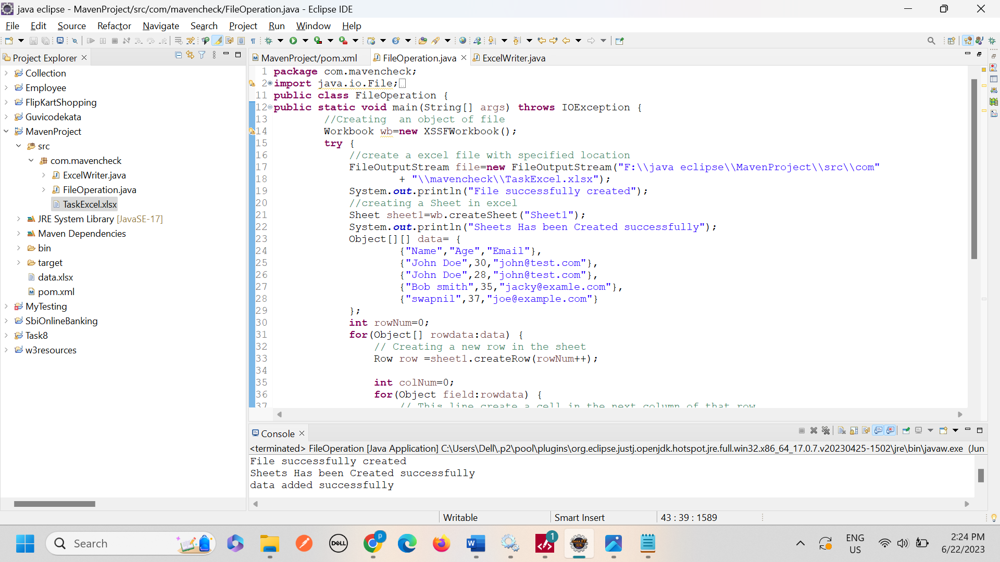 java eclipse - MavenProject/src/com/mavencheck/FileOperation.java - Eclipse IDE
File Edit Source Refactor Navigate Search Project Run Window Help
Project Explorer
Collection
Employee
FlipKartShopping
Guvicodekata
MavenProject
src
com.mavencheck
ExcelWriter.java
FileOperation.java
TaskExcel.xlsx
JRE System Library [JavaSE-17]
Maven Dependencies
bin
target
data.xlsx
pom.xml
MyTesting
SbiOnlineBanking
Task8
w3resources
MavenProject/pom.xml FileOperation.java ExcelWriter.java
1 package com.mavencheck;
2 import java.io.File;
11 public class FileOperation {
12 public static void main(String[] args) throws IOException {
13 //Creating  an object of file
14 Workbook wb=new XSSFWorkbook();
15 try {
16 //create a excel file with specified location
17 FileOutputStream file=new FileOutputStream("F:\\java eclipse\\MavenProject\\src\\com"
18 + "\\mavencheck\\TaskExcel.xlsx");
19 System.out.println("File successfully created");
20 //creating a Sheet in excel
21 Sheet sheet1=wb.createSheet("Sheet1");
22 System.out.println("Sheets Has been Created successfully");
23 Object[][] data= {
24 {"Name","Age","Email"},
25 {"John Doe",30,"john@test.com"},
26 {"John Doe",28,"john@test.com"},
27 {"Bob smith",35,"jacky@examle.com"},
28 {"swapnil",37,"joe@example.com"}
29 };
30 int rowNum=0;
31 for(Object[] rowdata:data) {
32 // Creating a new row in the sheet
33 Row row =sheet1.createRow(rowNum++);
34
35 int colNum=0;
36 for(Object field:rowdata) {
37 // This line create a cell in the next column of that row
Console
<terminated> FileOperation [Java Application] C:\Users\Dell\.p2\pool\plugins\org.eclipse.justj.openjdk.hotspot.jre.full.win32.x86_64_17.0.7.v20230425-1502\jre\bin\javaw.exe (Jun
File successfully created
Sheets Has been Created successfully
data added successfully
Writable Smart Insert 43 : 39 : 1589
Search
DELL
P
1
Java EE
IDE
ENG
US
2:24 PM
6/22/2023